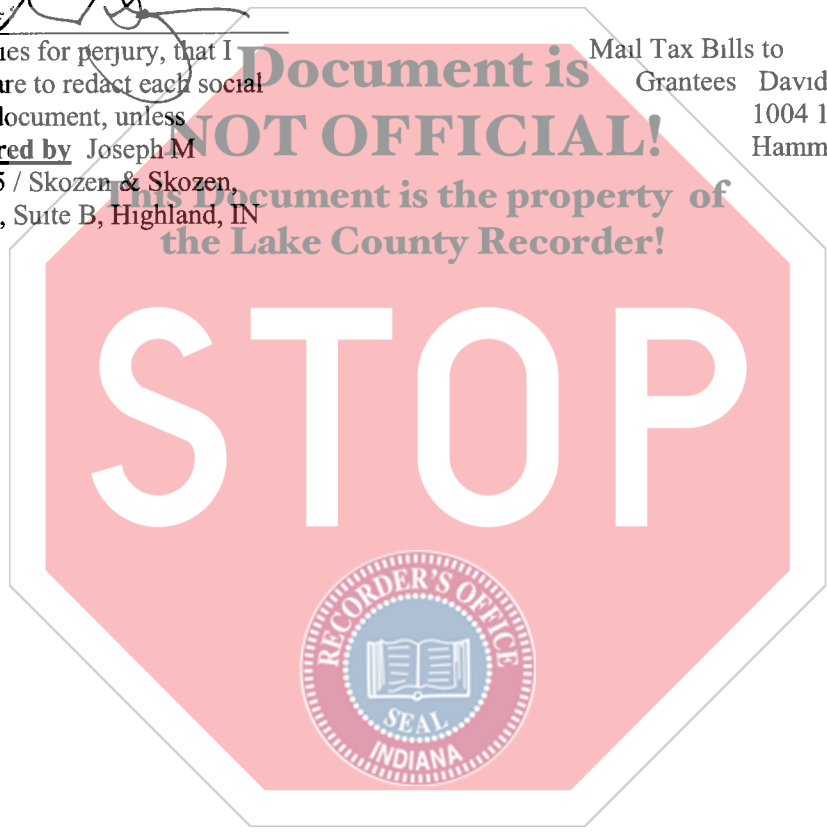 ies for perjury, that I
are to redact each social
document, unless
red by Joseph M
5 / Skozen & Skozen,
, Suite B, Highland, IN
Mail Tax Bills to
Grantees David
1004 1
Hamm
Document is
NOT OFFICIAL!
This Document is the property of
the Lake County Recorder!
STOP
RECORDER'S OFFICE
SEAL
INDIANA